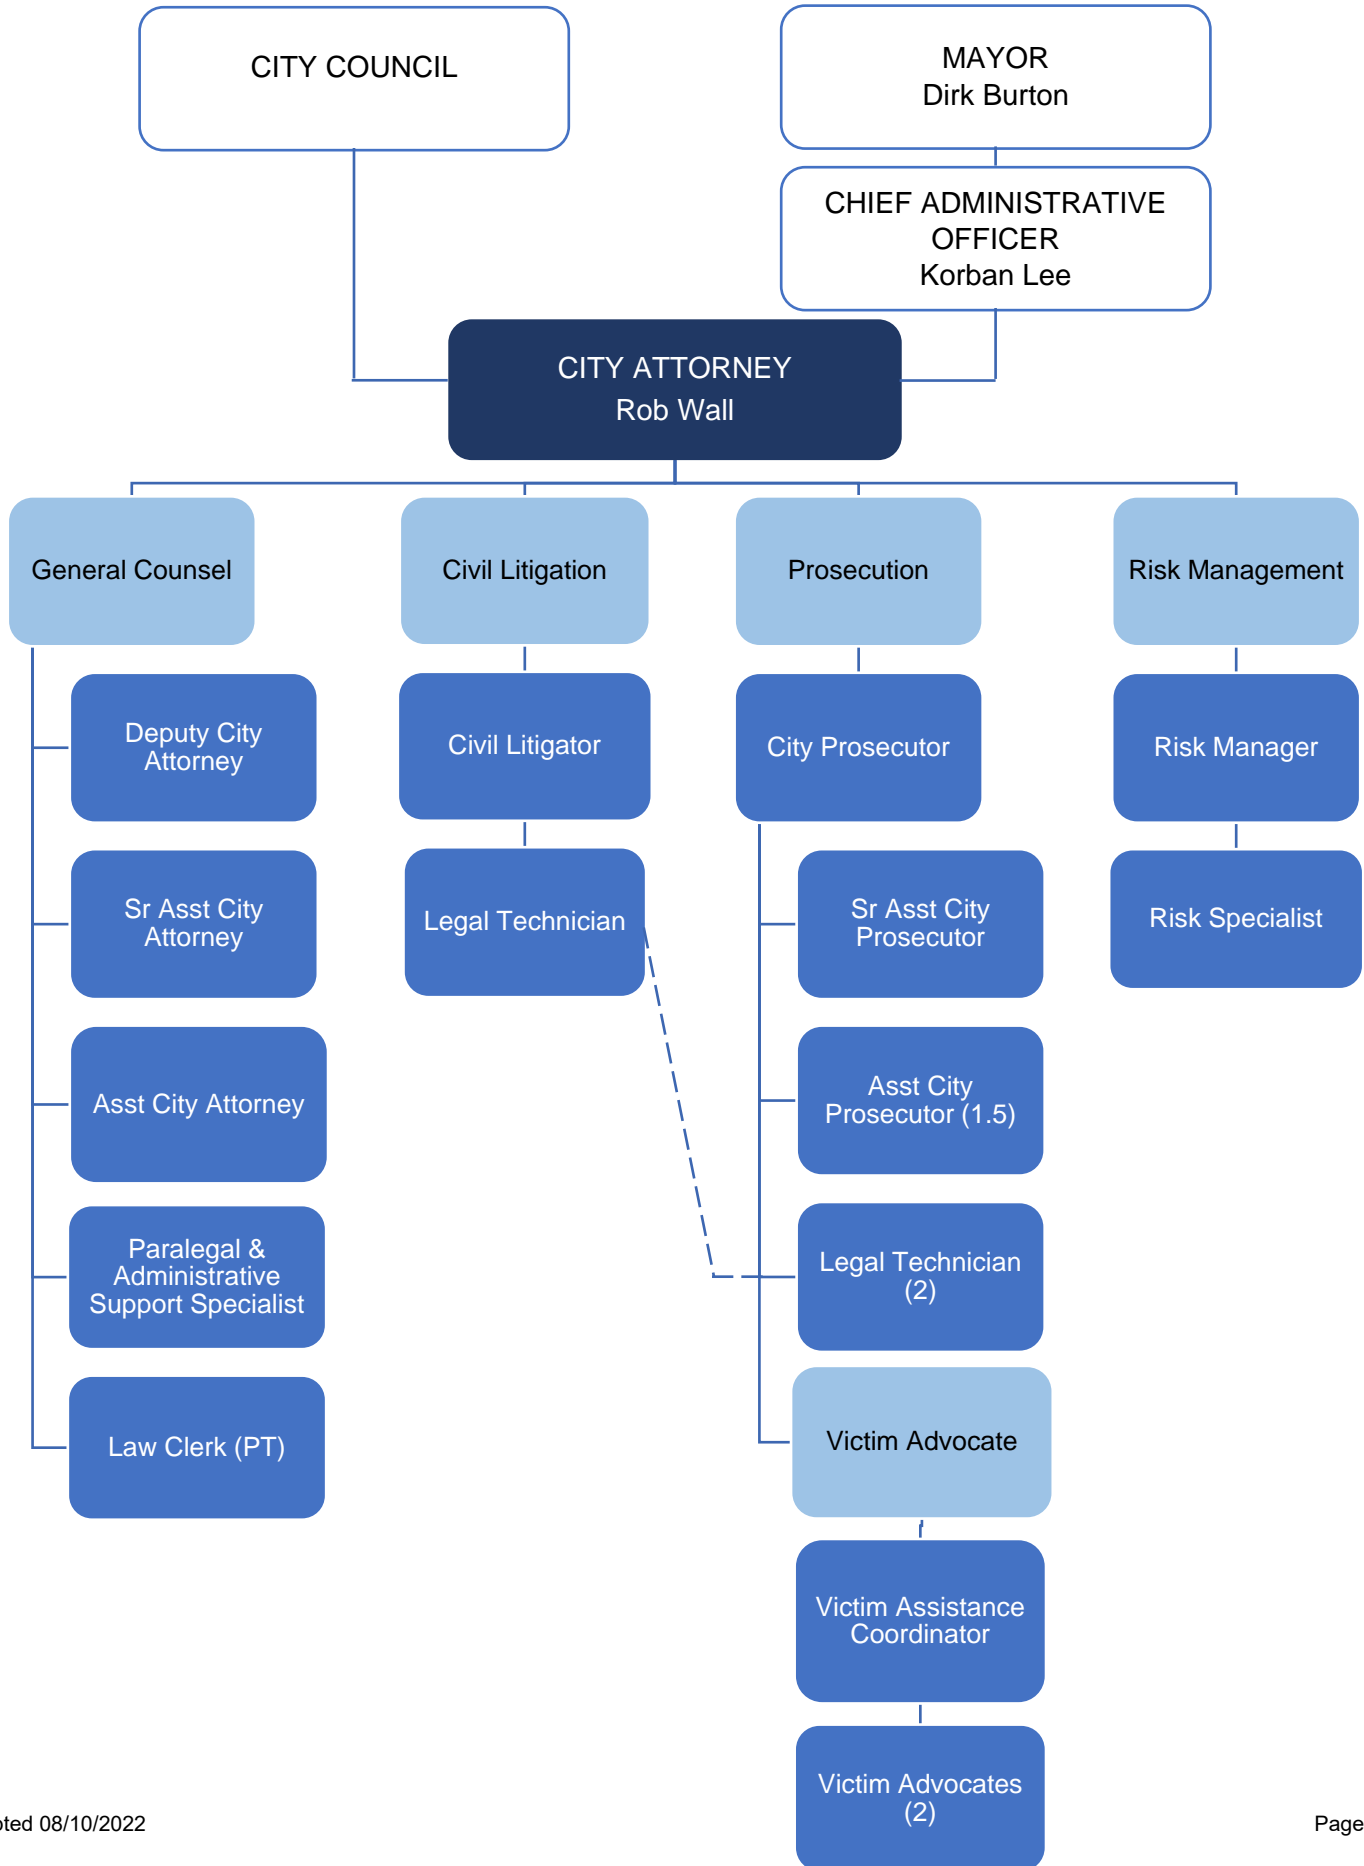 CITY COUNCIL
MAYOR
Dirk Burton
CHIEF ADMINISTRATIVE
OFFICER
Korban Lee
CITY ATTORNEY
Rob Wall
General Counsel
Civil Litigation
Prosecution
Risk Management
Deputy City
Attorney
Civil Litigator
City Prosecutor
Risk Manager
Sr Asst City
Attorney
Legal Technician
Sr Asst City
Prosecutor
Risk Specialist
Asst City Attorney
Asst City
Prosecutor (1.5)
Paralegal &
Administrative
Support Specialist
Legal Technician
(2)
Law Clerk (PT)
Victim Advocate
Victim Assistance
Coordinator
Victim Advocates
(2)
08/10/2022
Page